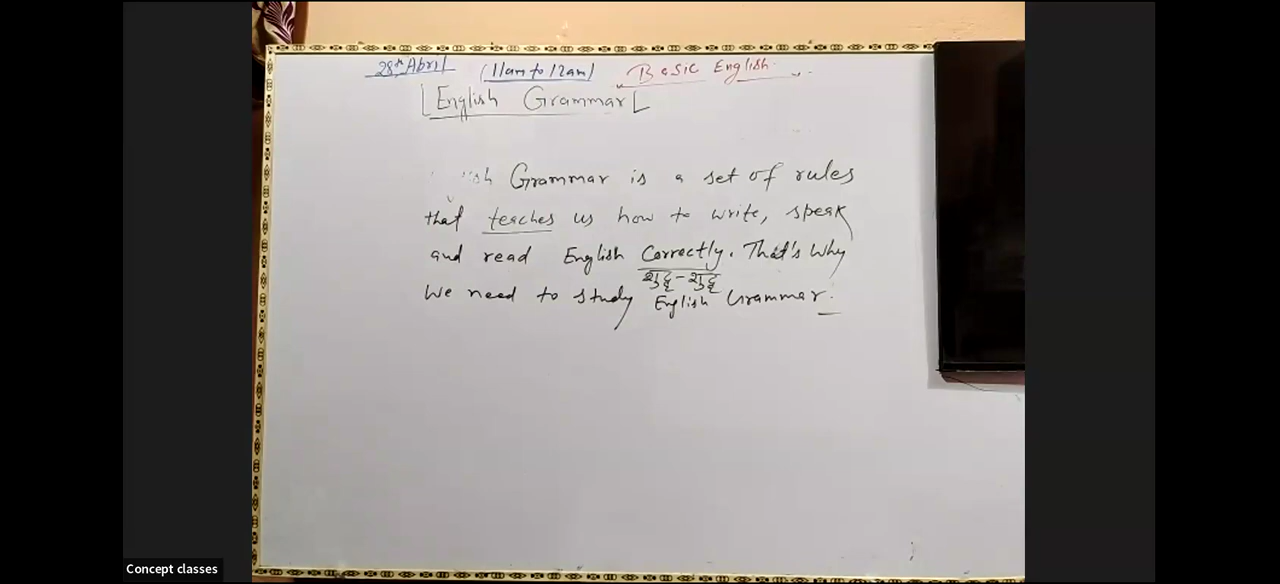 28th April (11am to 12am) Basic English
English Grammar
ish Grammar is a set of rules
that teaches us how to write, speak
and read English Correctly. That's why
शुद्ध-शुद्ध
We need to study English Grammar.
Concept classes